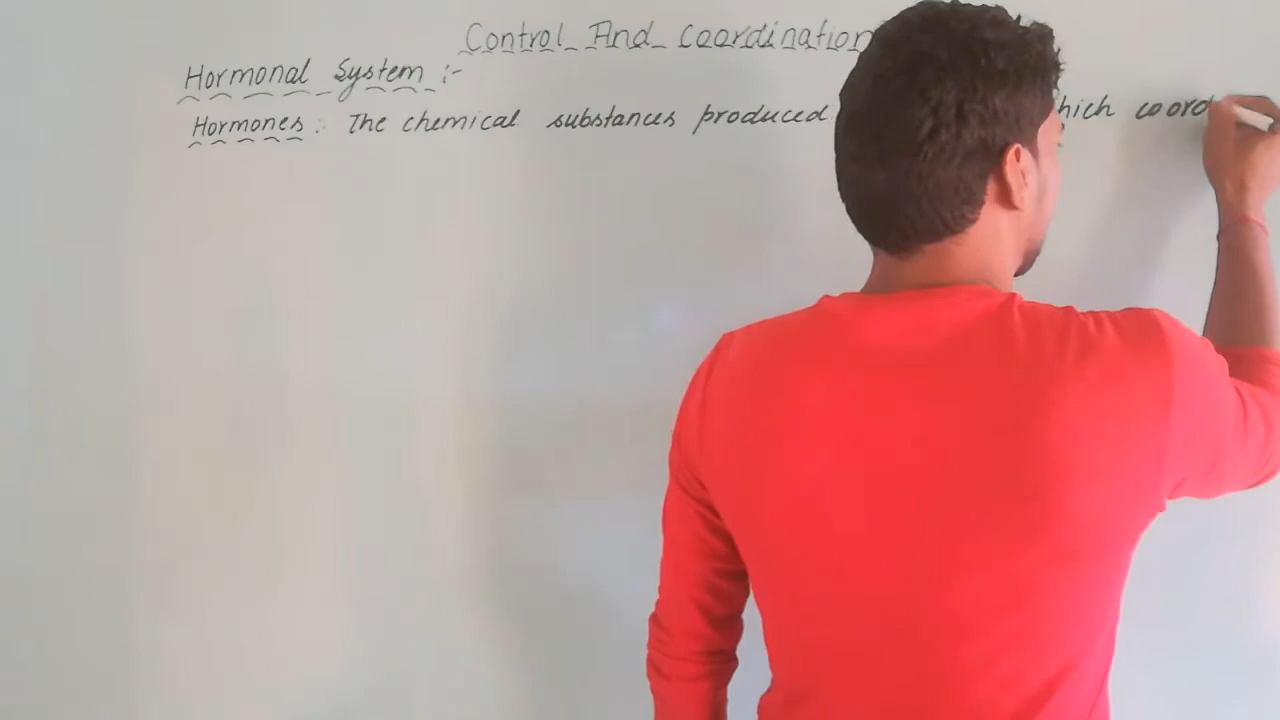 Control And Coordination
Hormonal System :-
Hormones : The chemical substances produced hich coord